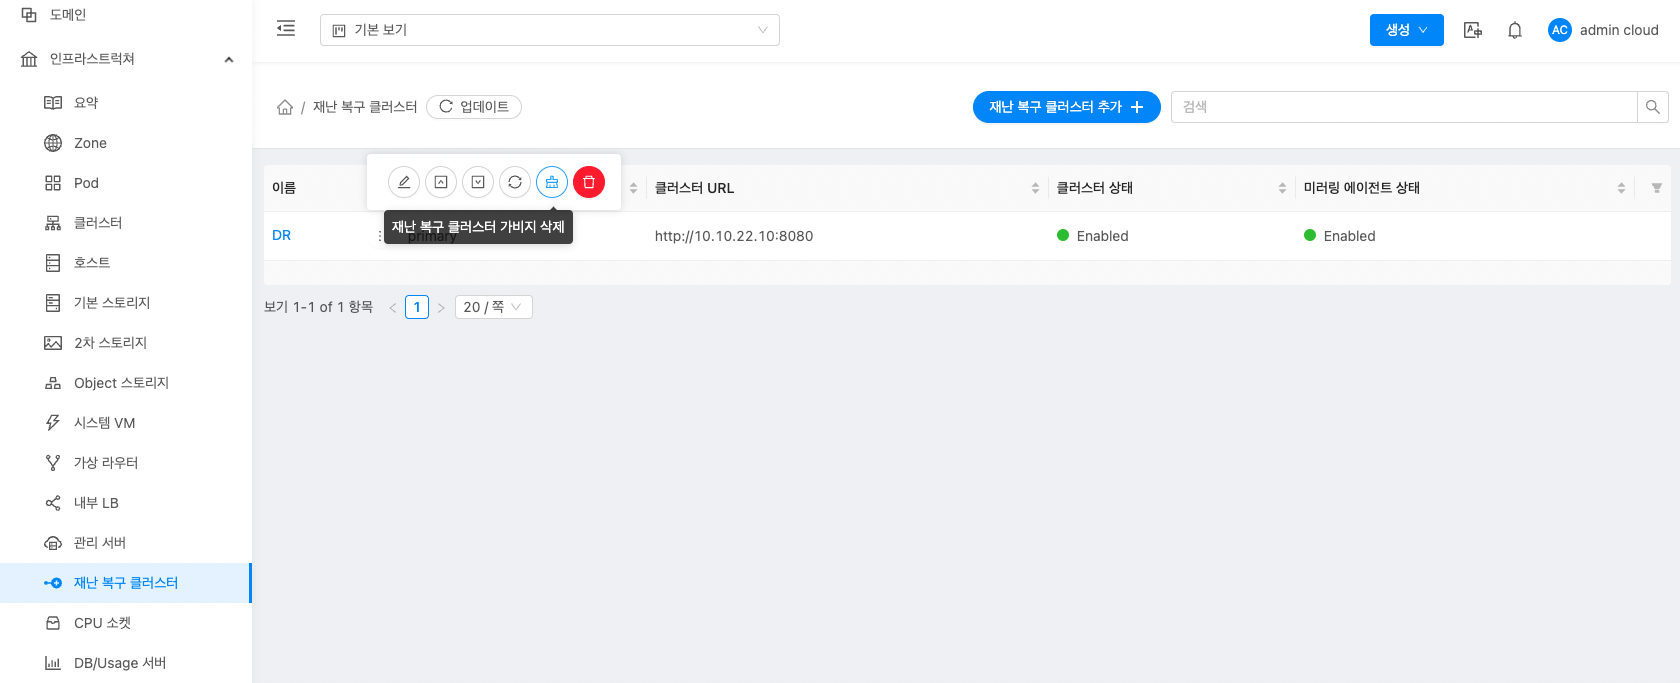 도메인
인프라스트럭쳐
요약
Zone
Pod
클러스터
호스트
기본 스토리지
2차 스토리지
Object 스토리지
시스템 VM
가상 라우터
내부 LB
관리 서버
재난 복구 클러스터
CPU 소켓
DB/Usage 서버
기본 보기
생성
AC admin cloud
/ 재난 복구 클러스터 업데이트
재난 복구 클러스터 추가 +
검색
이름 클러스터 URL 클러스터 상태 미러링 에이전트 상태
재난 복구 클러스터 가비지 삭제
DR primary http://10.10.22.10:8080 Enabled Enabled
보기 1-1 of 1 항목 < 1 > 20 / 쪽